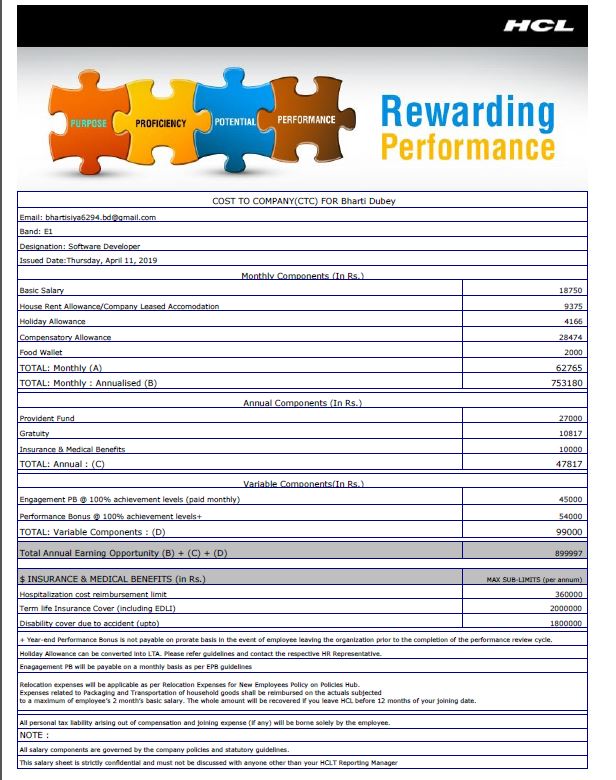 HCL
PURPOSE
PROFICIENCY
POTENTIAL
PERFORMANCE
Rewarding
Performance
COST TO COMPANY(CTC) FOR Bharti Dubey
Email: bhartisiya6294.bd@gmail.com
Band: E1
Designation: Software Developer
Issued Date:Thursday, April 11, 2019
Monthly Components (In Rs.)
Basic Salary 18750
House Rent Allowance/Company Leased Accomodation 9375
Holiday Allowance 4166
Compensatory Allowance 28474
Food Wallet 2000
TOTAL: Monthly (A) 62765
TOTAL: Monthly : Annualised (B) 753180
Annual Components (In Rs.)
Provident Fund 27000
Gratuity 10817
Insurance & Medical Benefits 10000
TOTAL: Annual : (C) 47817
Variable Components(In Rs.)
Engagement PB @ 100% achievement levels (paid monthly) 45000
Performance Bonus @ 100% achievement levels+ 54000
TOTAL: Variable Components : (D) 99000
Total Annual Earning Opportunity (B) + (C) + (D) 899997
$ INSURANCE & MEDICAL BENEFITS (in Rs.) MAX SUB-LIMITS (per annum)
Hospitalization cost reimbursement limit 360000
Term life Insurance Cover (including EDLI) 2000000
Disability cover due to accident (upto) 1800000
+ Year-end Performance Bonus is not payable on prorate basis in the event of employee leaving the organization prior to the completion of the performance review cycle.
Holiday Allowance can be converted into LTA. Please refer guidelines and contact the respective HR Representative.
Enagagement PB will be payable on a monthly basis as per EPB guidelines
Relocation expenses will be applicable as per Relocation Expenses for New Employees Policy on Policies Hub.
Expenses related to Packaging and Transportation of household goods shall be reimbursed on the actuals subjected
to a maximum of employee's 2 month's basic salary. The whole amount will be recovered if you leave HCL before 12 months of your joining date.
All personal tax liability arising out of compensation and joining expense (if any) will be borne solely by the employee.
NOTE :
All salary components are governed by the company policies and statutory guidelines.
This salary sheet is strictly confidential and must not be discussed with anyone other than your HCLT Reporting Manager